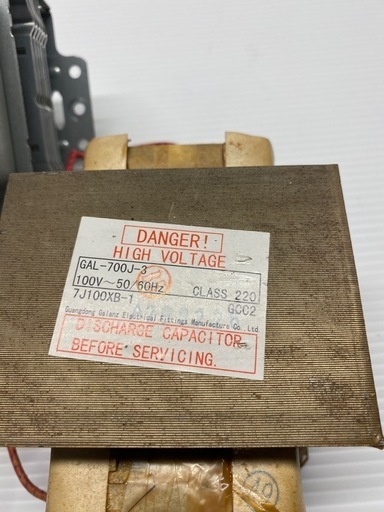 DANGER!
HIGH VOLTAGE
GAL-700J-3
100V~50/60Hz CLASS 220
7J100XB-1 GCC2
Guangdong Galanz Electrical Fittings Manufacture Co. Ltd.
DISCHARGE CAPACITOR
BEFORE SERVICING.